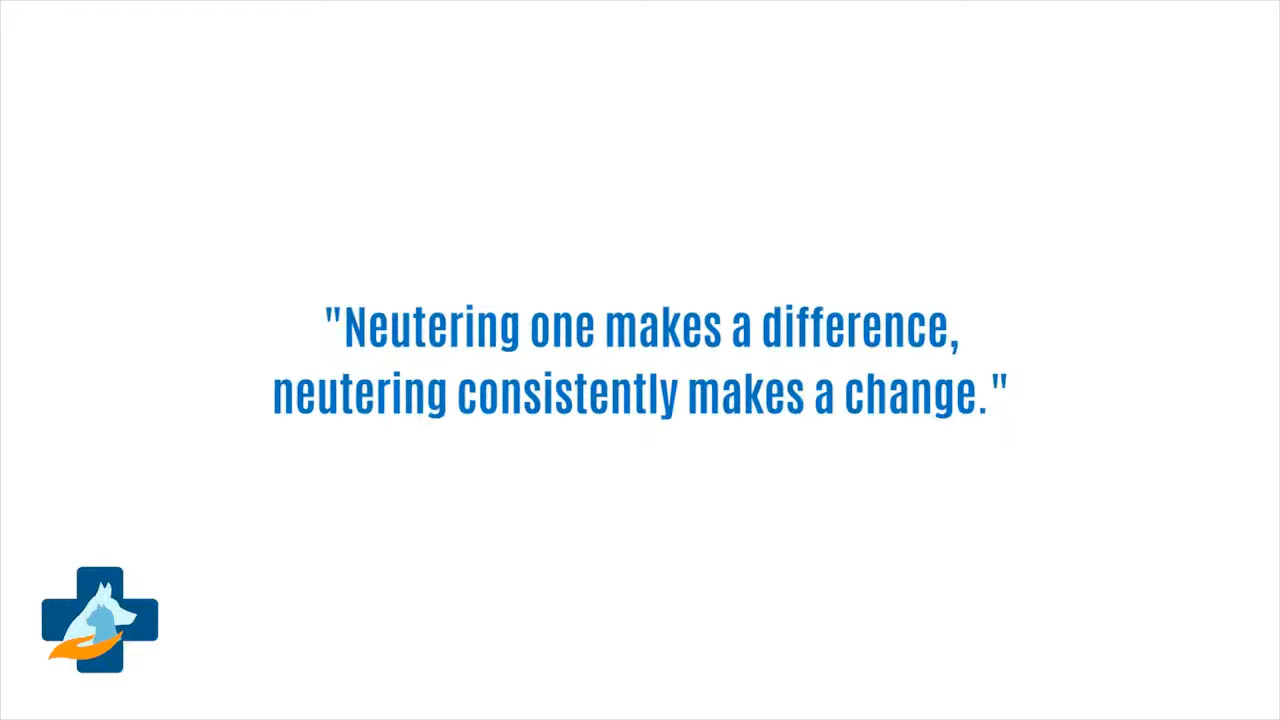 "Neutering one makes a difference,
neutering consistently makes a change."